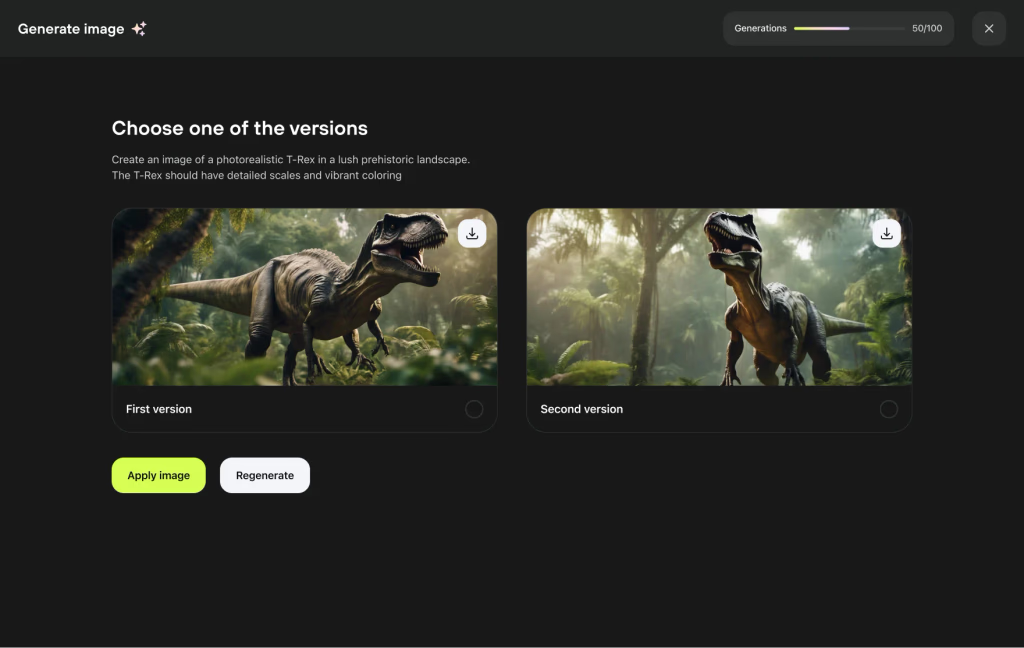 Generate image
Generations 50/100
Choose one of the versions
Create an image of a photorealistic T-Rex in a lush prehistoric landscape.
The T-Rex should have detailed scales and vibrant coloring
First version
Second version
Apply image
Regenerate